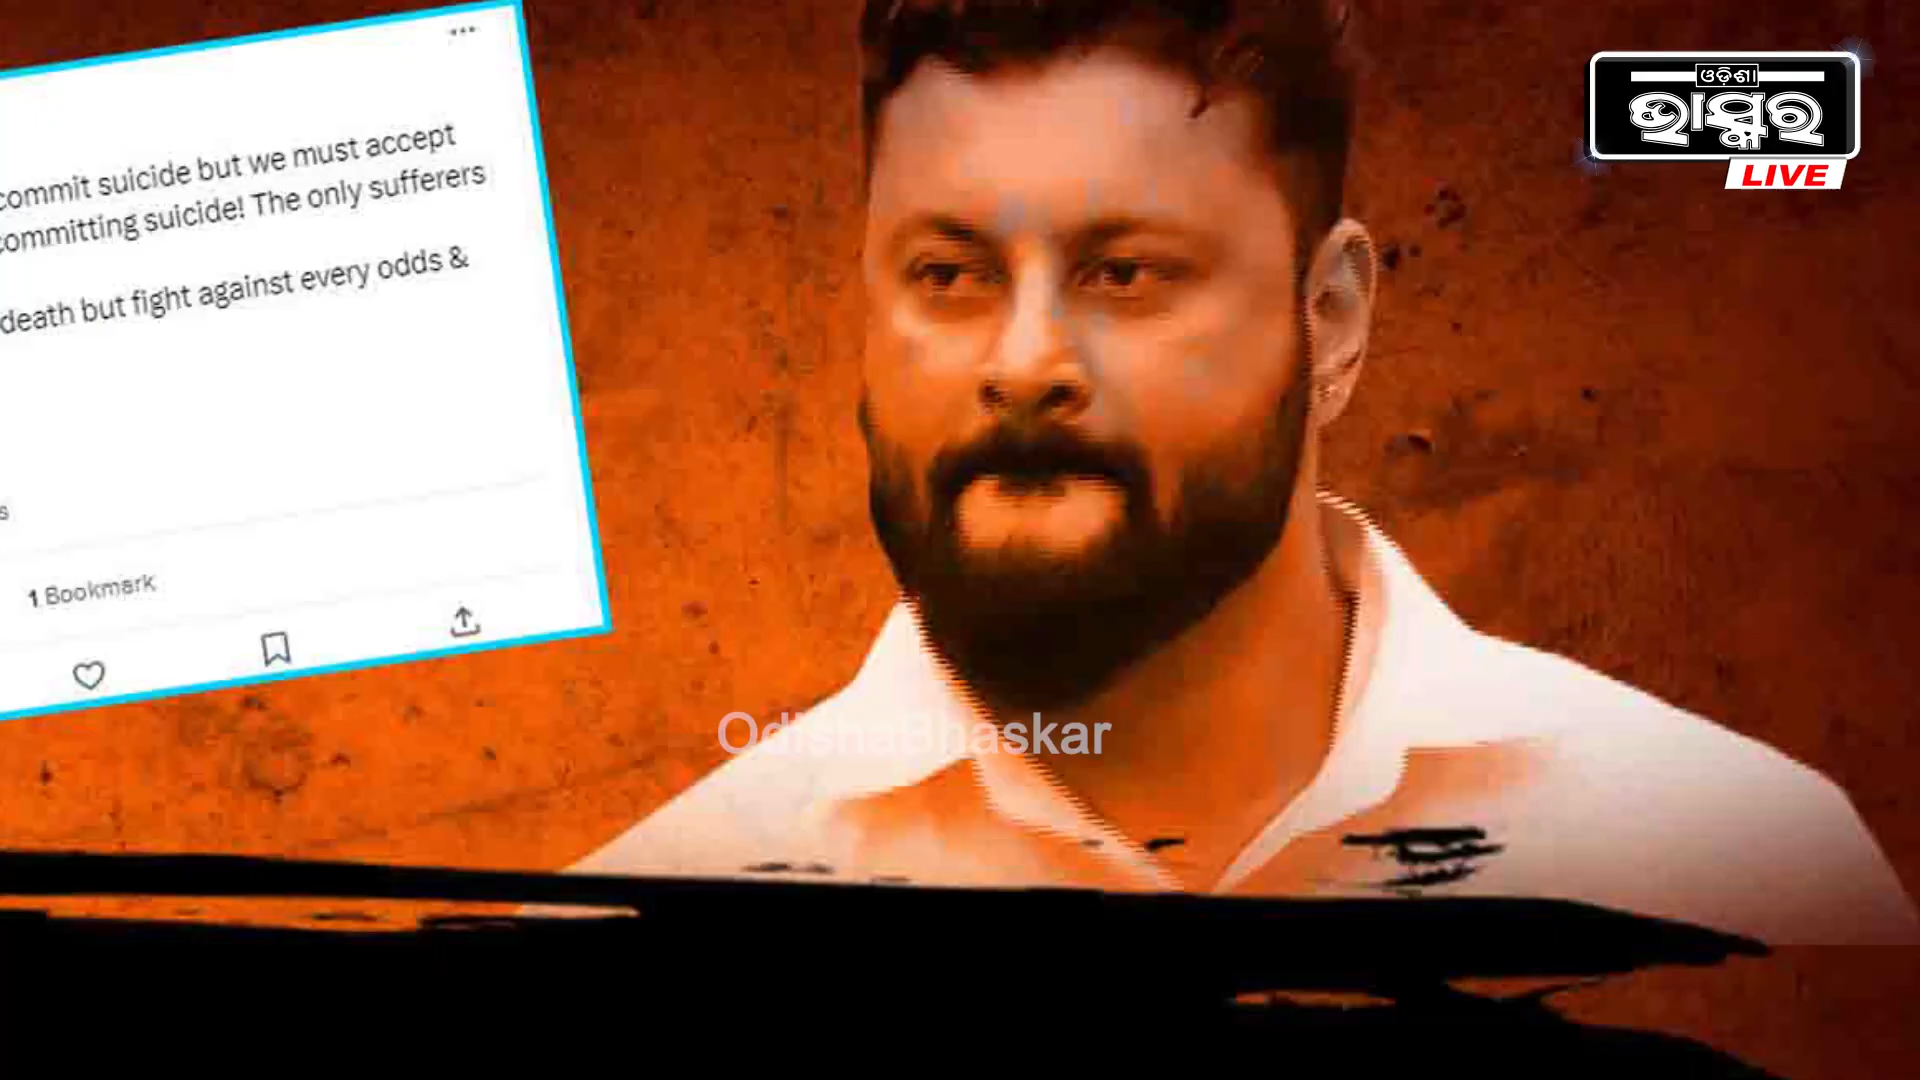 commit suicide but we must accept
committing suicide! The only sufferers
death but fight against every odds &
s
1 Bookmark
ଓଡ଼ିଶା
ଭାସ୍କର
LIVE
OdishaBhaskar